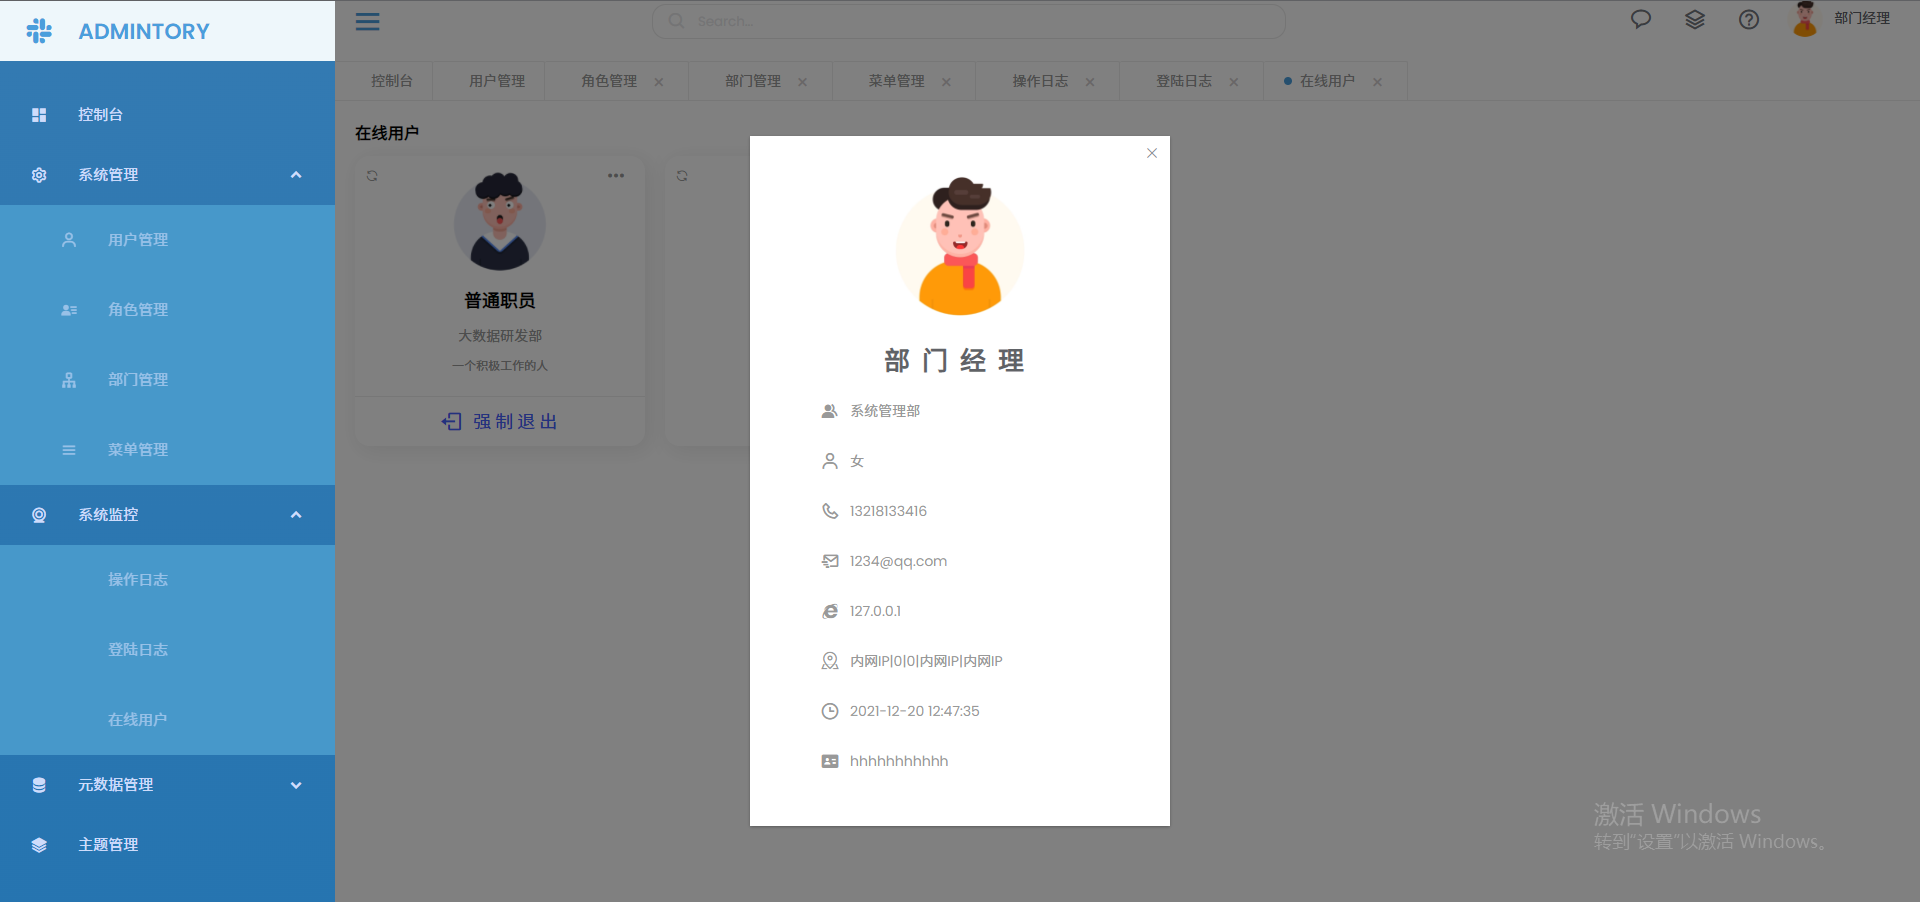 ADMINTORY
控制台
系统管理
用户管理
角色管理
部门管理
菜单管理
系统监控
操作日志
登陆日志
在线用户
元数据管理
主题管理
Search...
部门经理
控制台
用户管理
角色管理
部门管理
菜单管理
操作日志
登陆日志
在线用户
在线用户
普通职员
大数据研发部
一个积极工作的人
强制退出
部门经理
系统管理部
女
13218133416
1234@qq.com
127.0.0.1
内网IP|0|0|内网IP|内网IP
2021-12-20 12:47:35
hhhhhhhhhhh
激活 Windows
转到"设置"以激活 Windows。